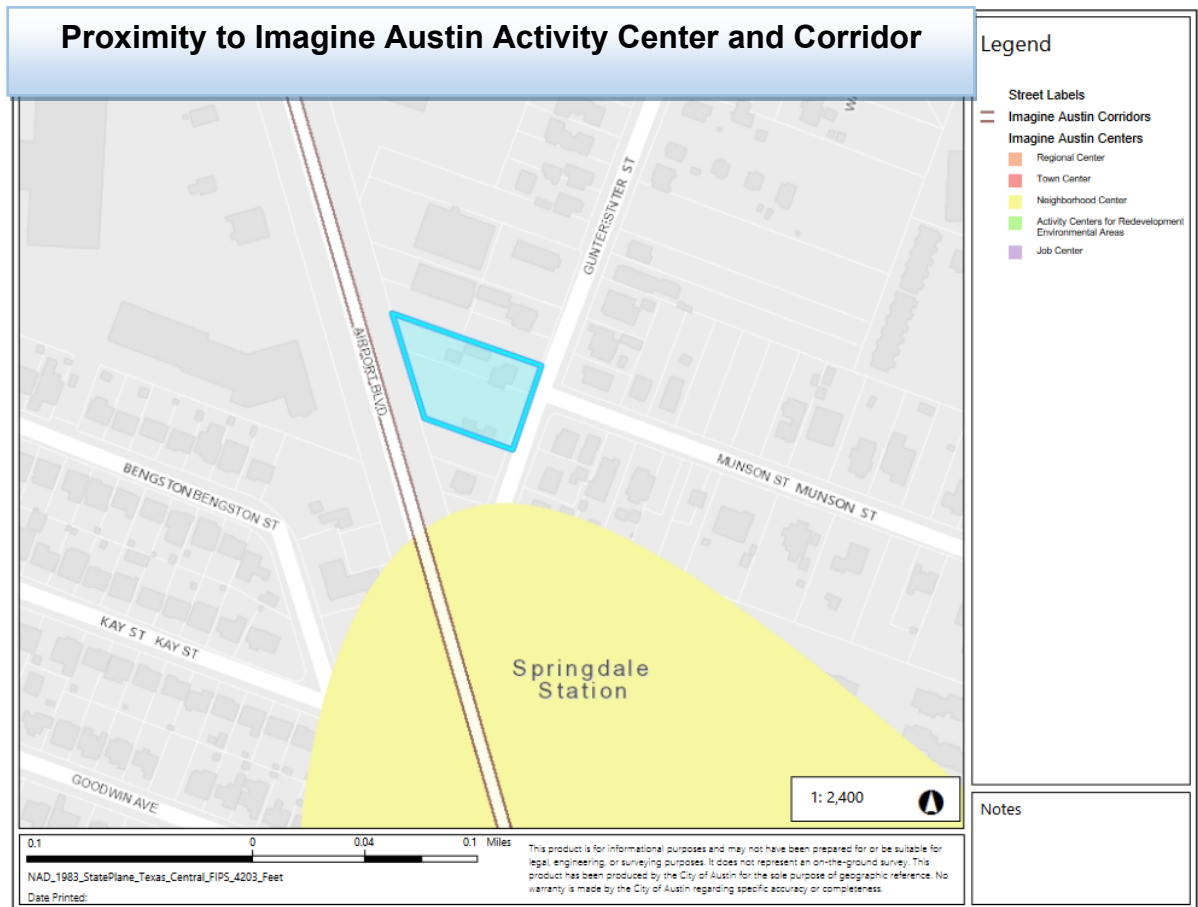 Proximity to Imagine Austin Activity Center and Corridor
Legend
Street Labels
Imagine Austin Corridors
Imagine Austin Centers
Regional Center
Town Center
Neighborhood Center
Activity Centers for Redevelopment
Environmental Areas
Job Center
GUNTER ST
AIRPORT BLVD
MUNSON ST MUNSON ST
BENGSTON BENGSTON ST
KAY ST KAY ST
GOODWIN AVE
Springdale
Station
1: 2,400
Notes
0.1 0 0.04 0.1 Miles
NAD_1983_StatePlane_Texas_Central_FIPS_4203_Feet
Date Printed:
This product is for informational purposes and may not have been prepared for or be suitable for
legal, engineering, or surveying purposes. It does not represent an on-the-ground survey. This
product has been produced by the City of Austin for the sole purpose of geographic reference. No
warranty is made by the City of Austin regarding specific accuracy or completeness.